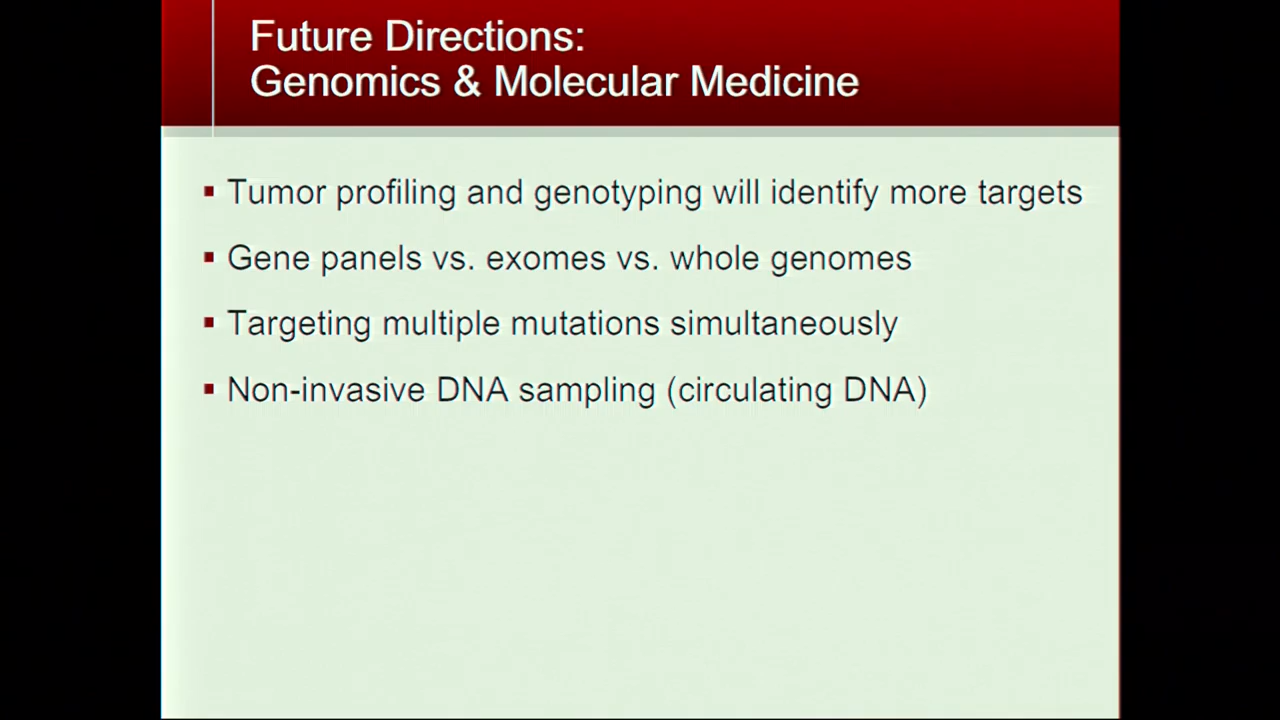 Future Directions:
Genomics & Molecular Medicine
Tumor profiling and genotyping will identify more targets
Gene panels vs. exomes vs. whole genomes
Targeting multiple mutations simultaneously
Non-invasive DNA sampling (circulating DNA)